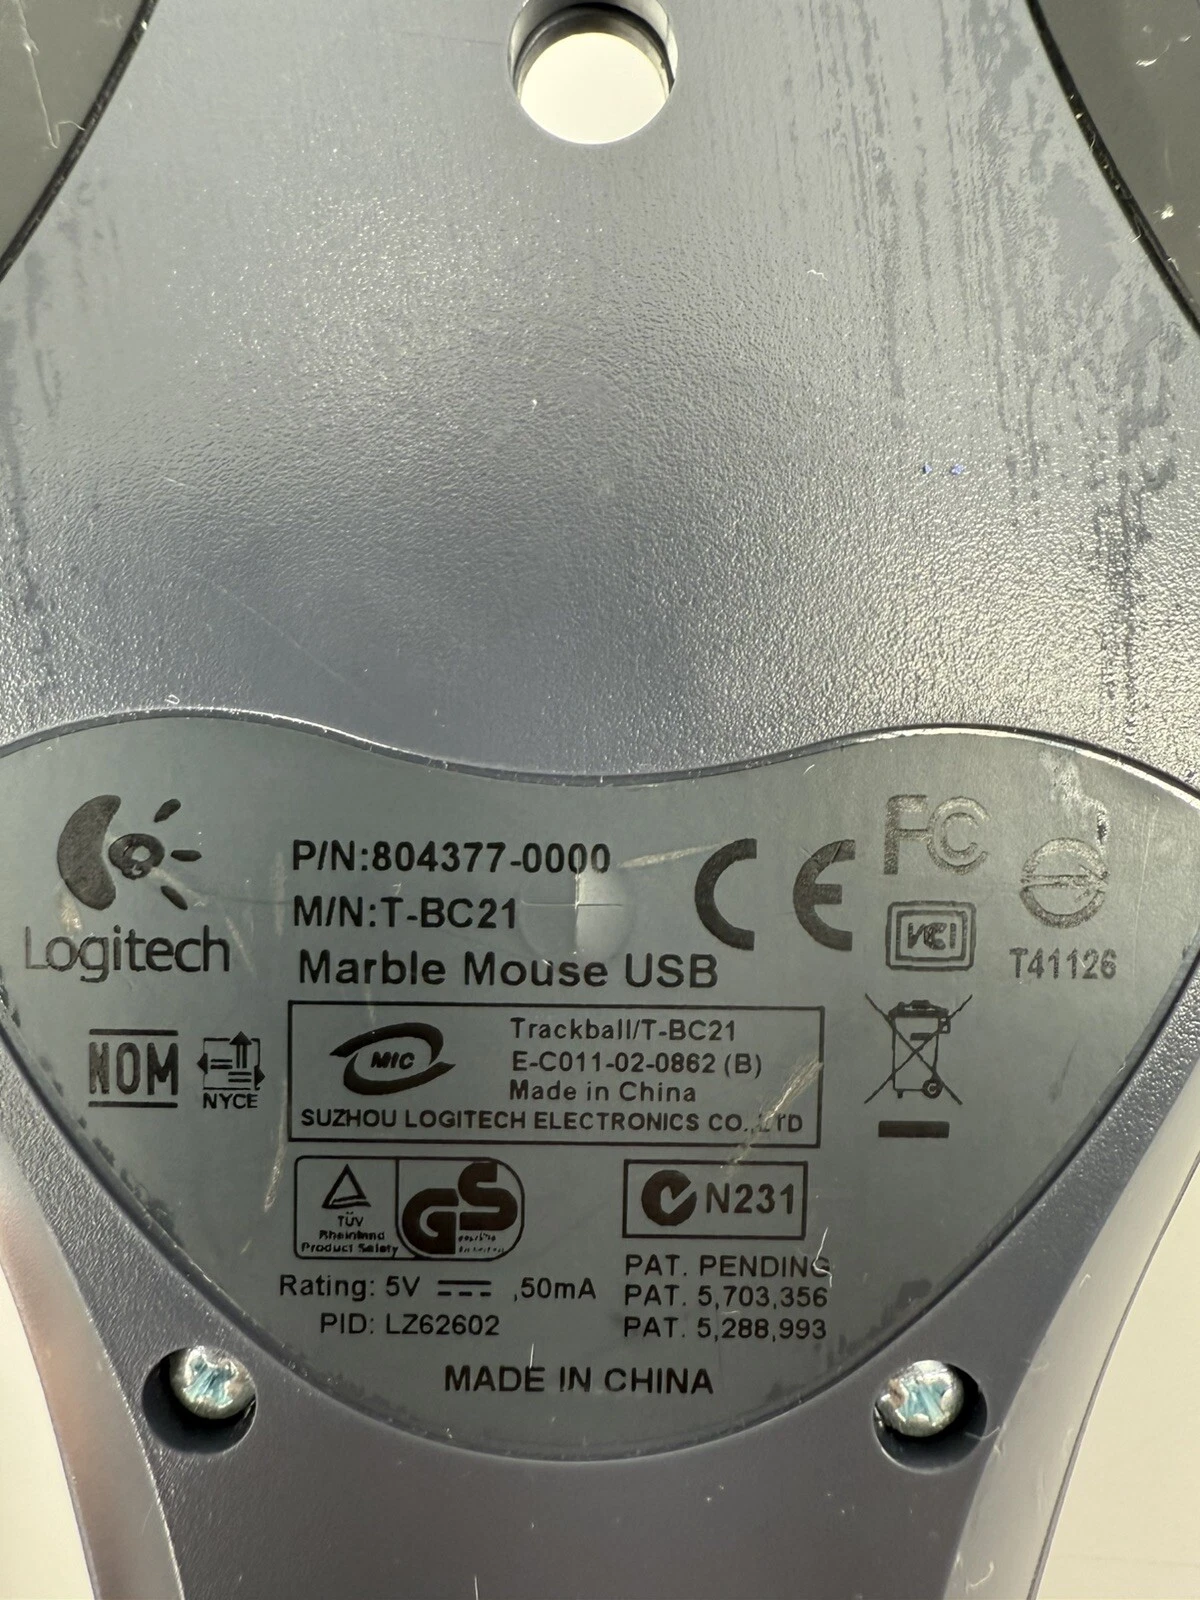 P/N:804377-0000
M/N:T-BC21
Marble Mouse USB
Logitech
CE
FC
VCI
T41126
NOM
NYCE
MIC
Trackball/T-BC21
E-C011-02-0862 (B)
Made in China
SUZHOU LOGITECH ELECTRONICS CO.,LTD
TÜV
Rheinland
Product Safety
GS
N231
Rating: 5V ,50mA
PID: LZ62602
PAT. PENDING
PAT. 5,703,356
PAT. 5,288,993
MADE IN CHINA